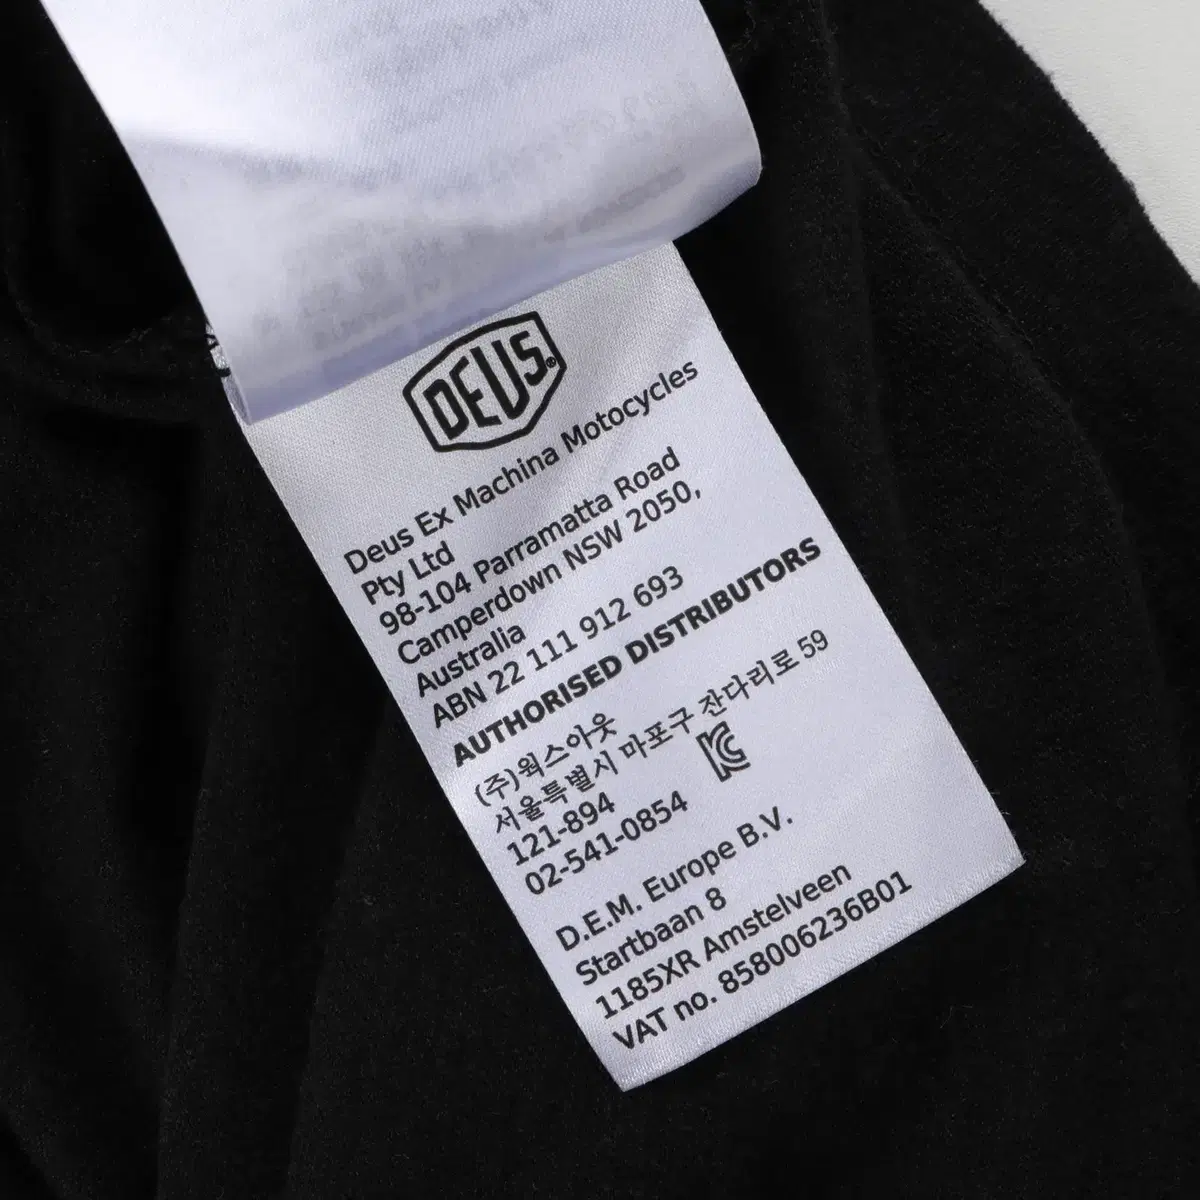 DEUS®
Deus Ex Machina Motocycles
Pty Ltd
98-104 Parramatta Road
Camperdown NSW 2050,
Australia
ABN 22 111 912 693
AUTHORISED DISTRIBUTORS
(주)웍스아웃
서울특별시 마포구 잔다리로 59
121-894
02-541-0854
D.E.M. Europe B.V.
Startbaan 8
1185XR Amstelveen
VAT no. 858006236B01